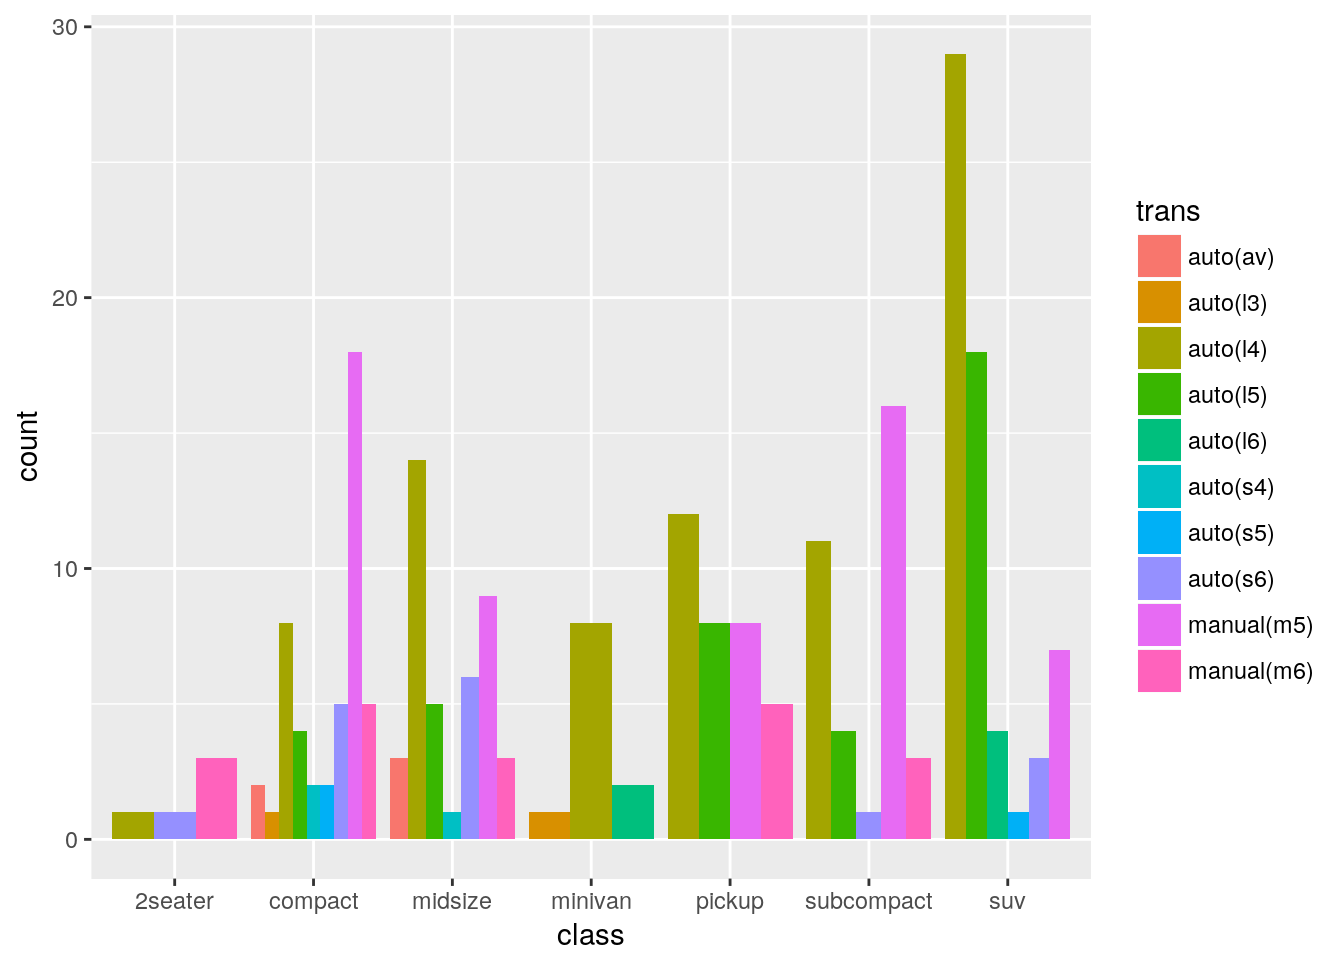 30
20
10
0
count
2seater compact midsize minivan pickup subcompact suv
class
trans
auto(av)
auto(l3)
auto(l4)
auto(l5)
auto(l6)
auto(s4)
auto(s5)
auto(s6)
manual(m5)
manual(m6)